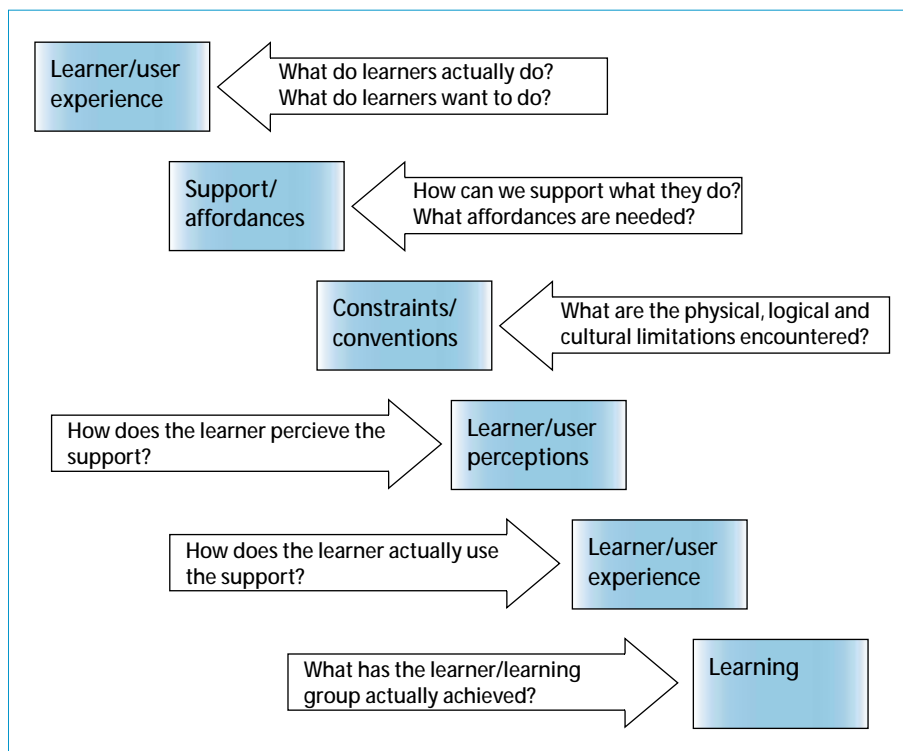 Learner/user
experience
What do learners actually do?
What do learners want to do?
Support/
affordances
How can we support what they do?
What affordances are needed?
Constraints/
conventions
What are the physical, logical and
cultural limitations encountered?
How does the learner percieve the
support?
Learner/user
perceptions
How does the learner actually use
the support?
Learner/user
experience
What has the learner/learning
group actually achieved?
Learning